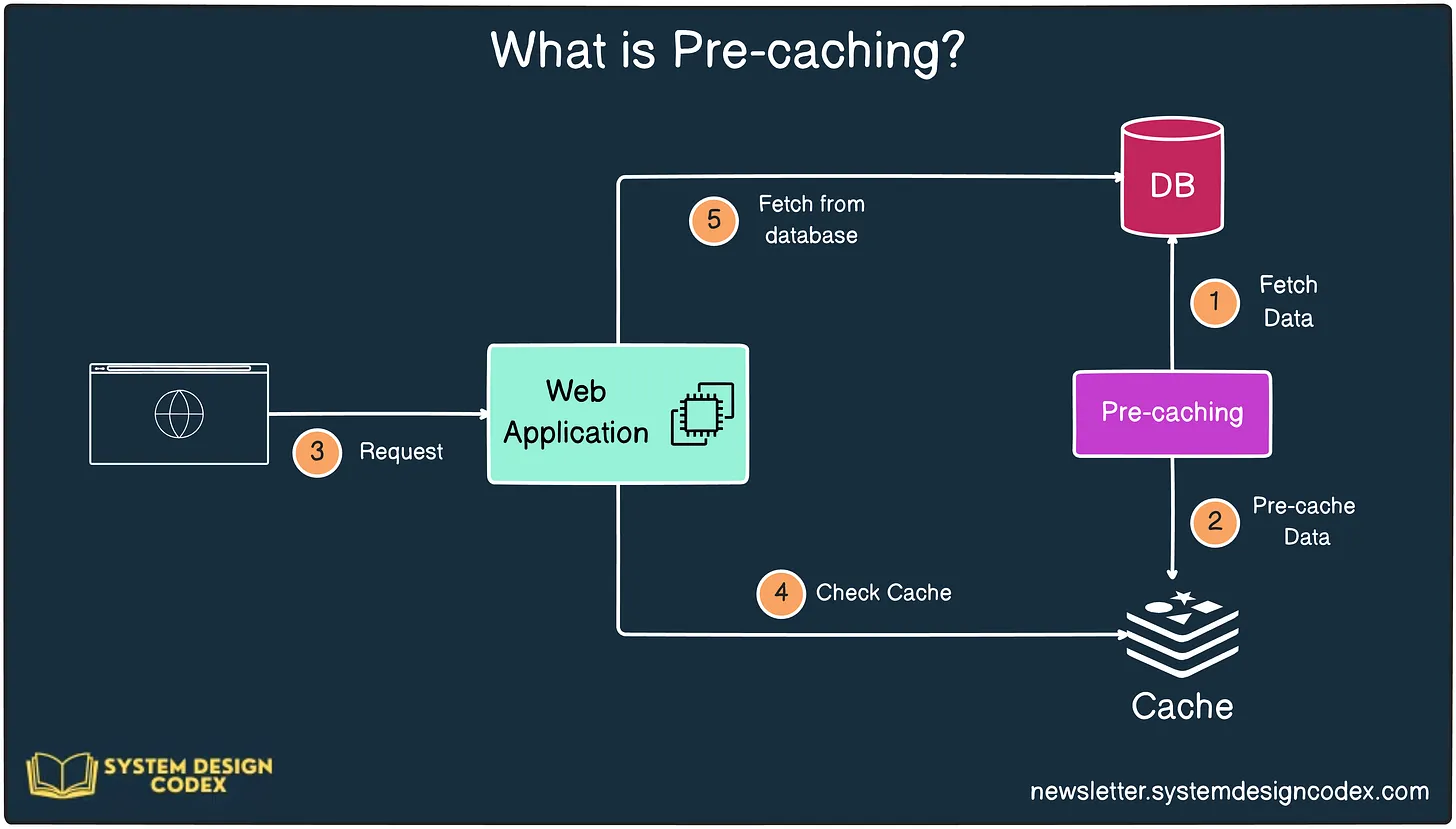 What is Pre-caching?
DB
5
Fetch from
database
1
Fetch
Data
Web
Application
Pre-caching
3
Request
2
Pre-cache
Data
4
Check Cache
Cache
SYSTEM DESIGN
CODEX
newsletter.systemdesigncodex.com